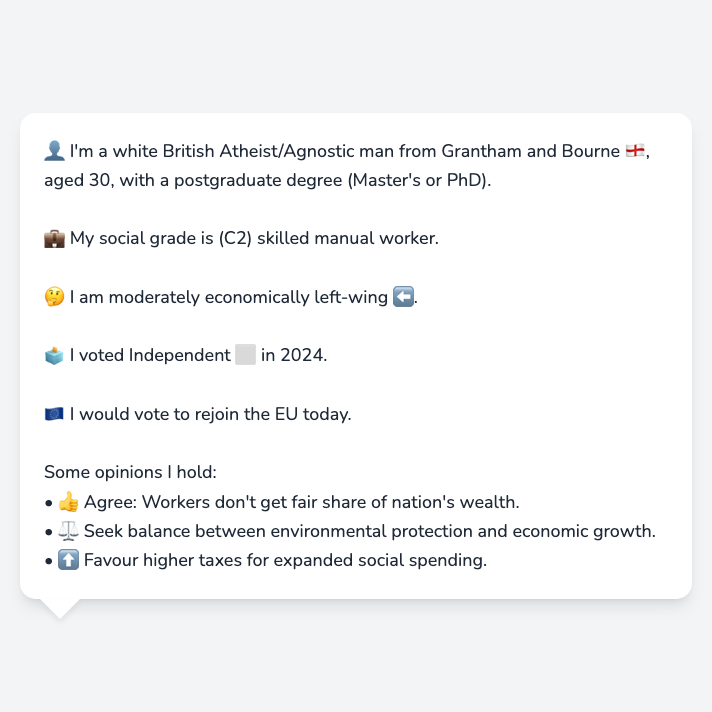 👤 I'm a white British Atheist/Agnostic man from Grantham and Bourne 🏴󠁧󠁢󠁥󠁮󠁧󠁿,
aged 30, with a postgraduate degree (Master's or PhD).
💼 My social grade is (C2) skilled manual worker.
🤔 I am moderately economically left-wing ⬅️.
🗳️ I voted Independent ⬜ in 2024.
🇪🇺 I would vote to rejoin the EU today.
Some opinions I hold:
• 👍 Agree: Workers don't get fair share of nation's wealth.
• ⚖️ Seek balance between environmental protection and economic growth.
• ⬆️ Favour higher taxes for expanded social spending.